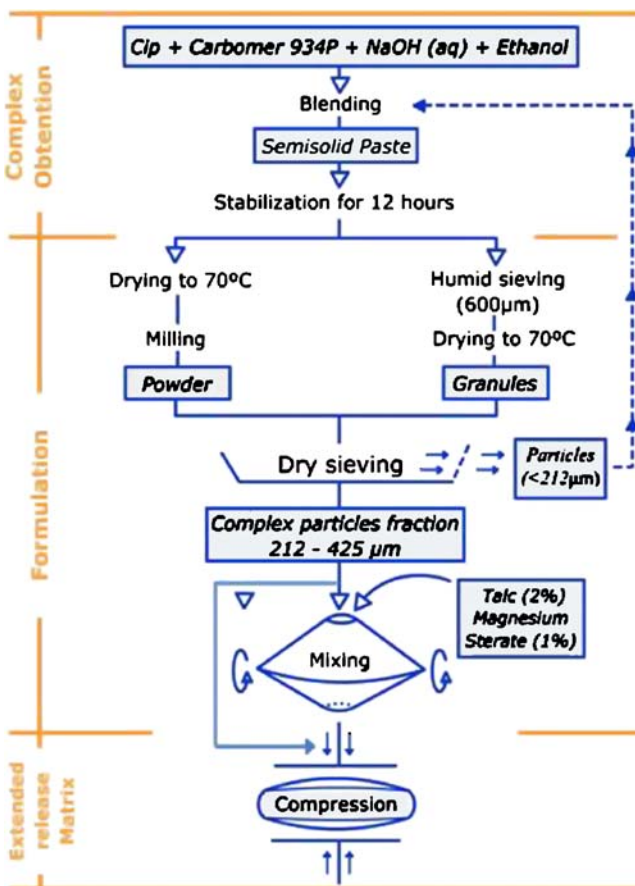 Complex
Obtention
Cip + Carbomer 934P + NaOH (aq) + Ethanol
Blending
Semisolid Paste
Stabilization for 12 hours
Formulation
Drying to 70ºC
Milling
Powder
Humid sieving
(600µm)
Drying to 70ºC
Granules
Dry sieving
Particles
(<212µm)
Complex particles fraction
212 - 425 µm
Talc (2%)
Magnesium
Sterate (1%)
Mixing
Extended
release
Matrix
Compression